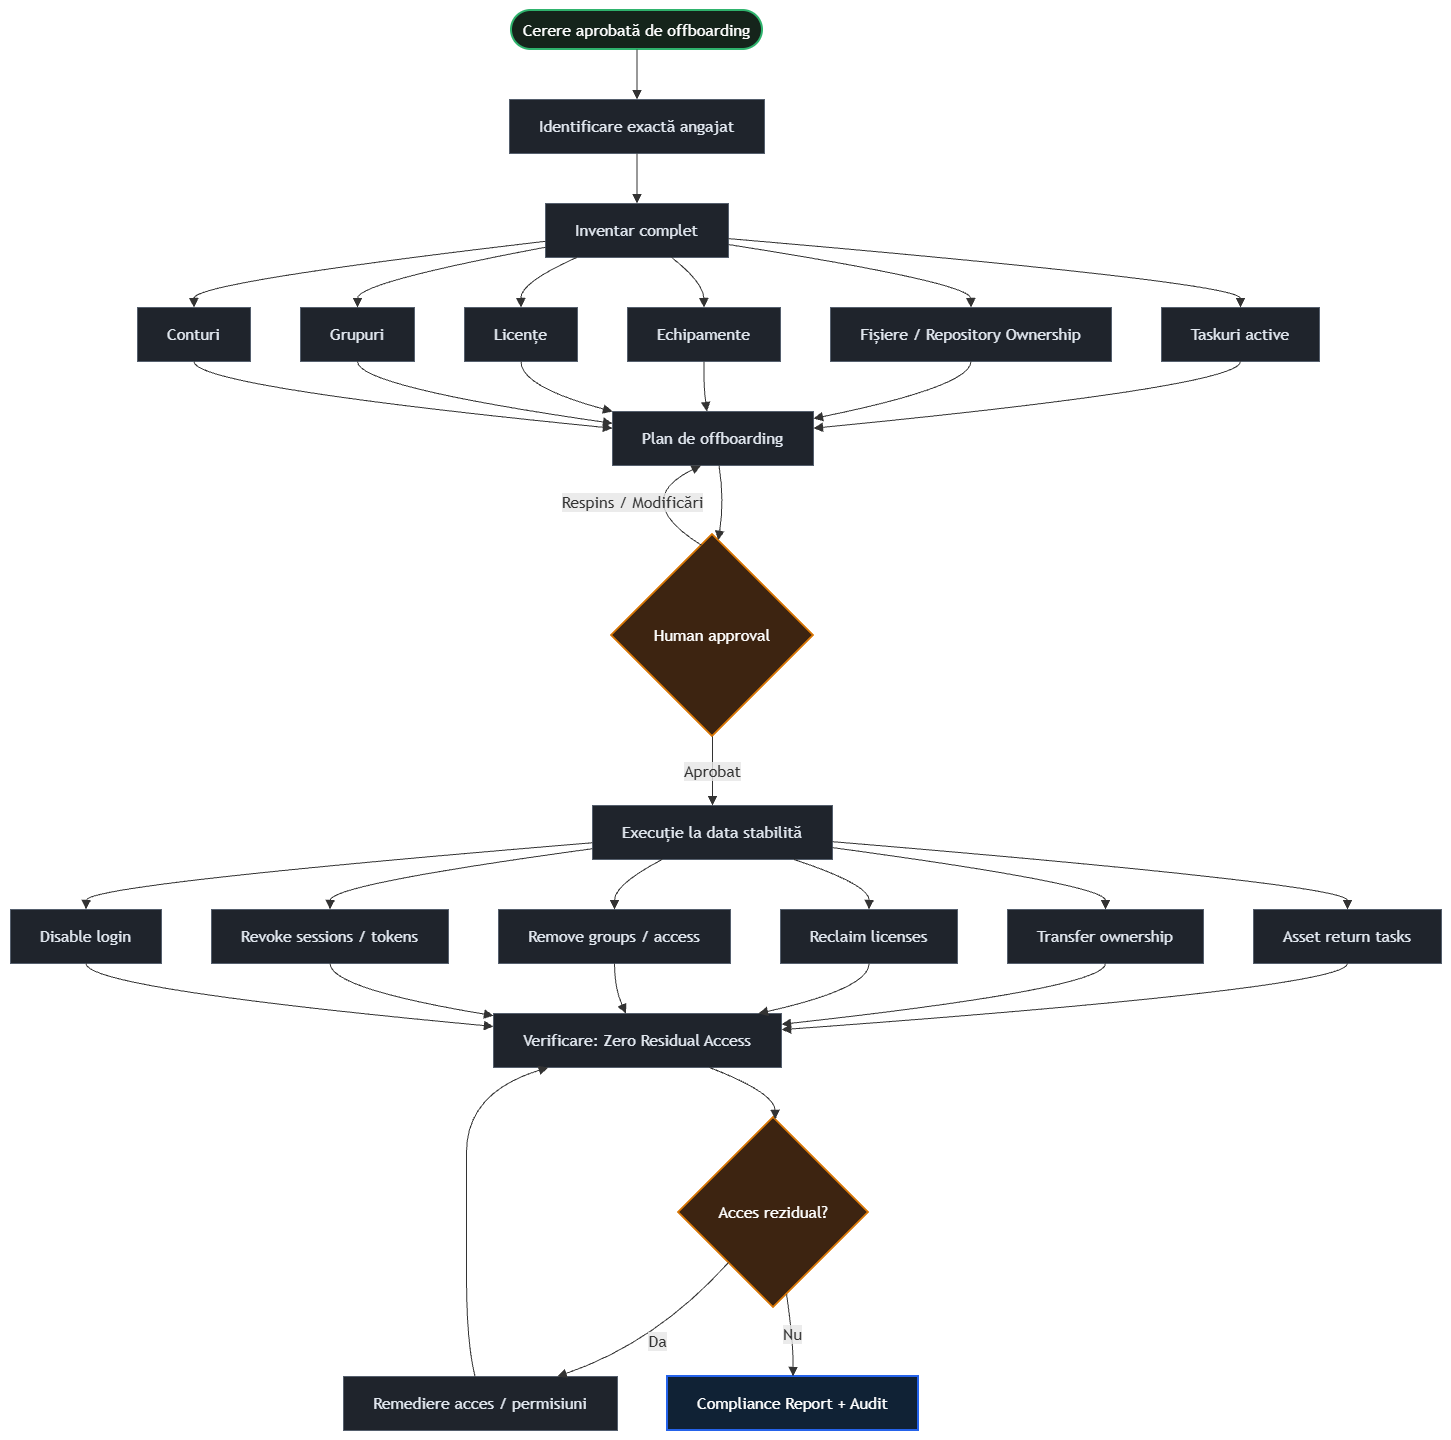 Cerere aprobată de offboarding
Identificare exactă angajat
Inventar complet
Conturi
Grupuri
Licențe
Echipamente
Fișiere / Repository Ownership
Taskuri active
Plan de offboarding
Respins / Modificări
Human approval
Aprobat
Execuție la data stabilită
Disable login
Revoke sessions / tokens
Remove groups / access
Reclaim licenses
Transfer ownership
Asset return tasks
Verificare: Zero Residual Access
Acces rezidual?
Da
Nu
Remediere acces / permisiuni
Compliance Report + Audit